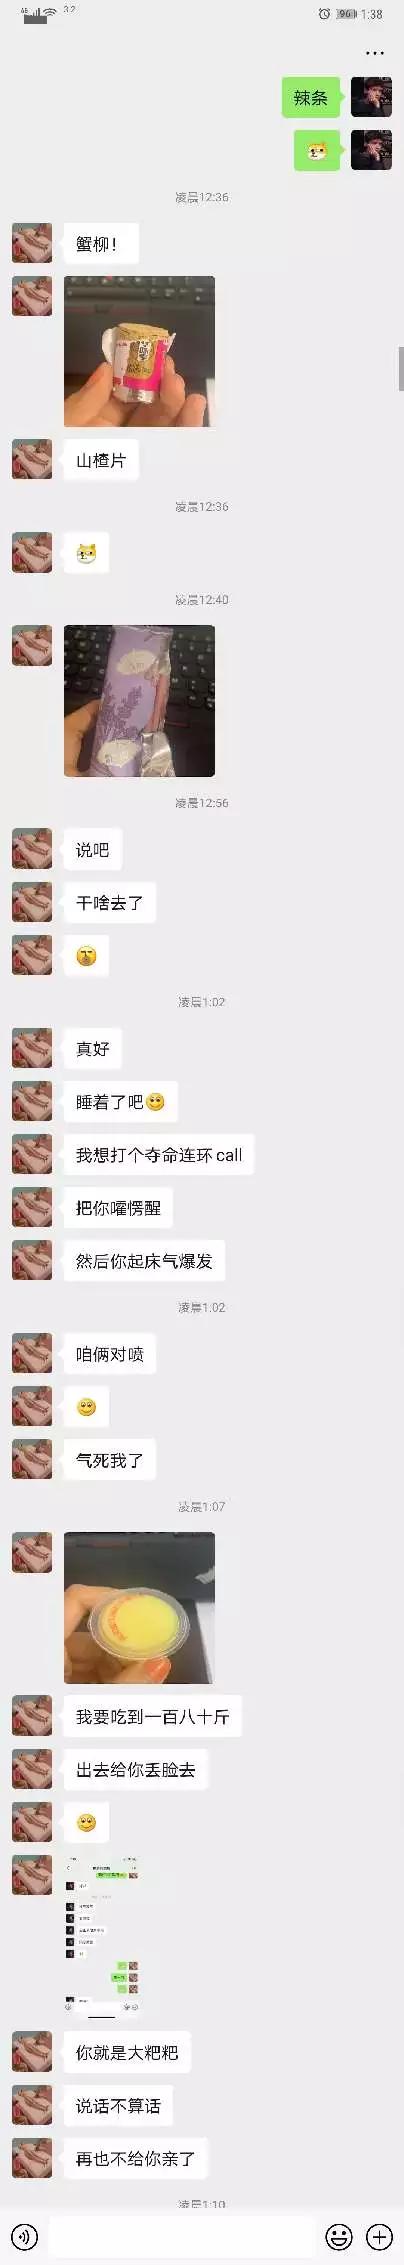 3.2
96 1:38
辣条
凌晨12:36
蟹柳！
山楂片
凌晨12:36
凌晨12:40
凌晨12:56
说吧
干啥去了
凌晨1:02
真好
睡着了吧
我想打个夺命连环 call
把你嚯愣醒
然后你起床气爆发
凌晨1:02
咱俩对喷
气死我了
凌晨1:07
我要吃到一百八十斤
出去给你丢脸去
你就是大粑粑
说话不算话
再也不给你亲了
凌晨1:10